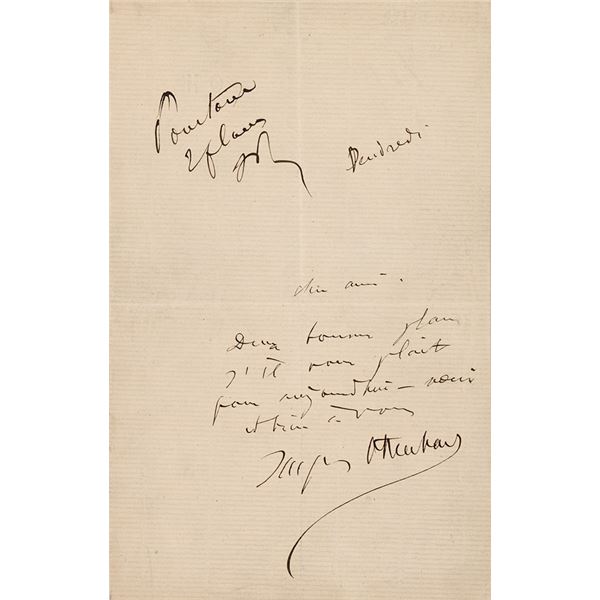 2 places
Vendredi
cher ami.
Deux bonnes places
s'il vous plait
pour aujourd'hui — merci
et bien à vous
Jacques Offenbach